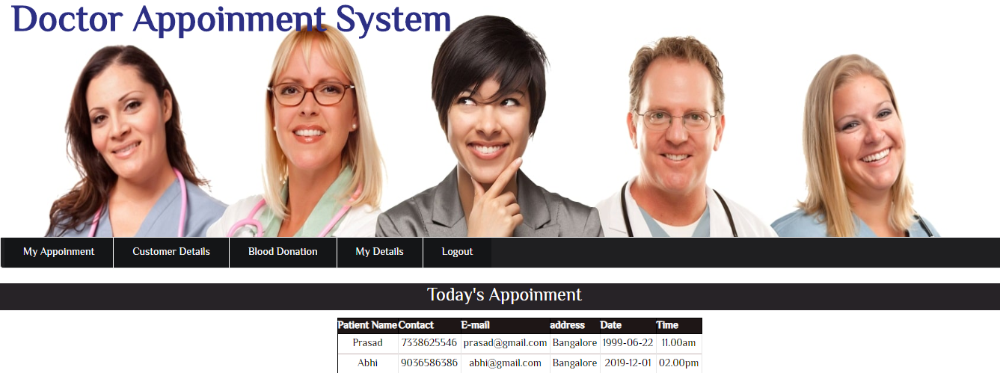 Doctor Appoinment System
My Appoinment Customer Details Blood Donation My Details Logout
Today's Appoinment
Patient Name Contact E-mail address Date Time
Prasad 7338625546 prasad@gmail.com Bangalore 1999-06-22 11.00am
Abhi 9036586386 abhi@gmail.com Bangalore 2019-12-01 02.00pm